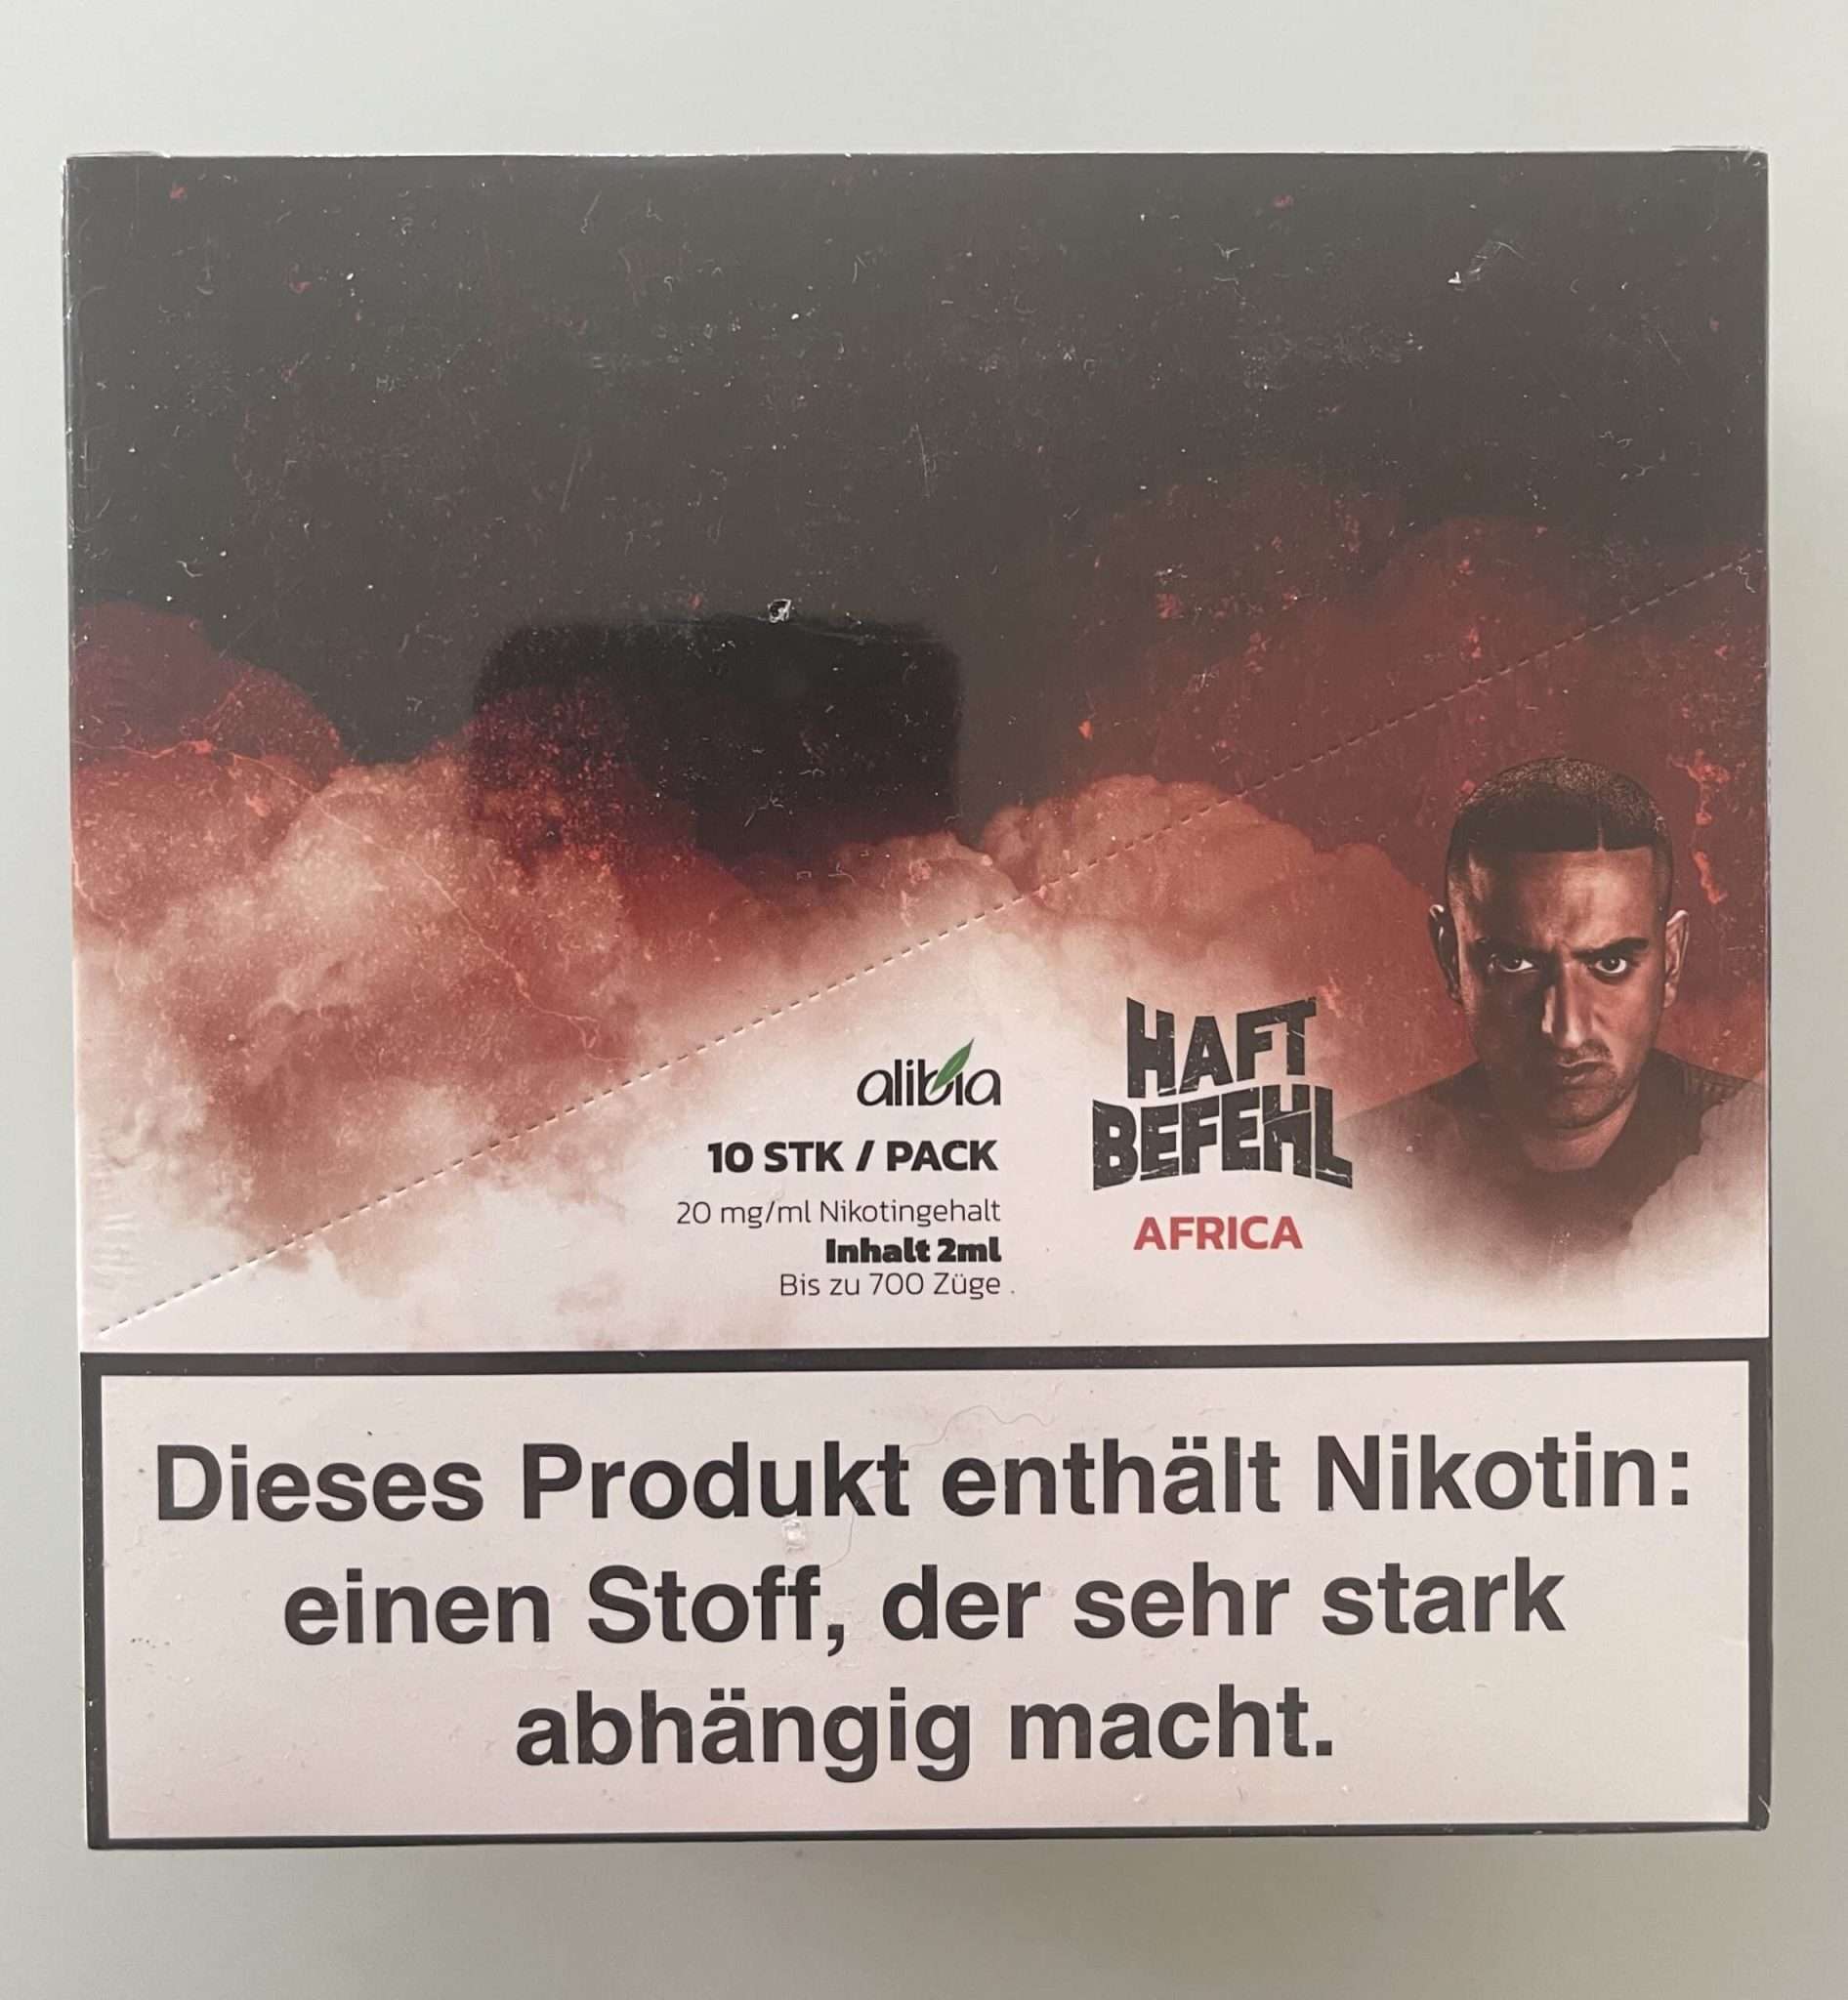 alibia
10 STK / PACK
20 mg/ml Nikotingehalt
Inhalt 2ml
Bis zu 700 Züge .
HAFT
BEFEHL
AFRICA
Dieses Produkt enthält Nikotin:
einen Stoff, der sehr stark
abhängig macht.